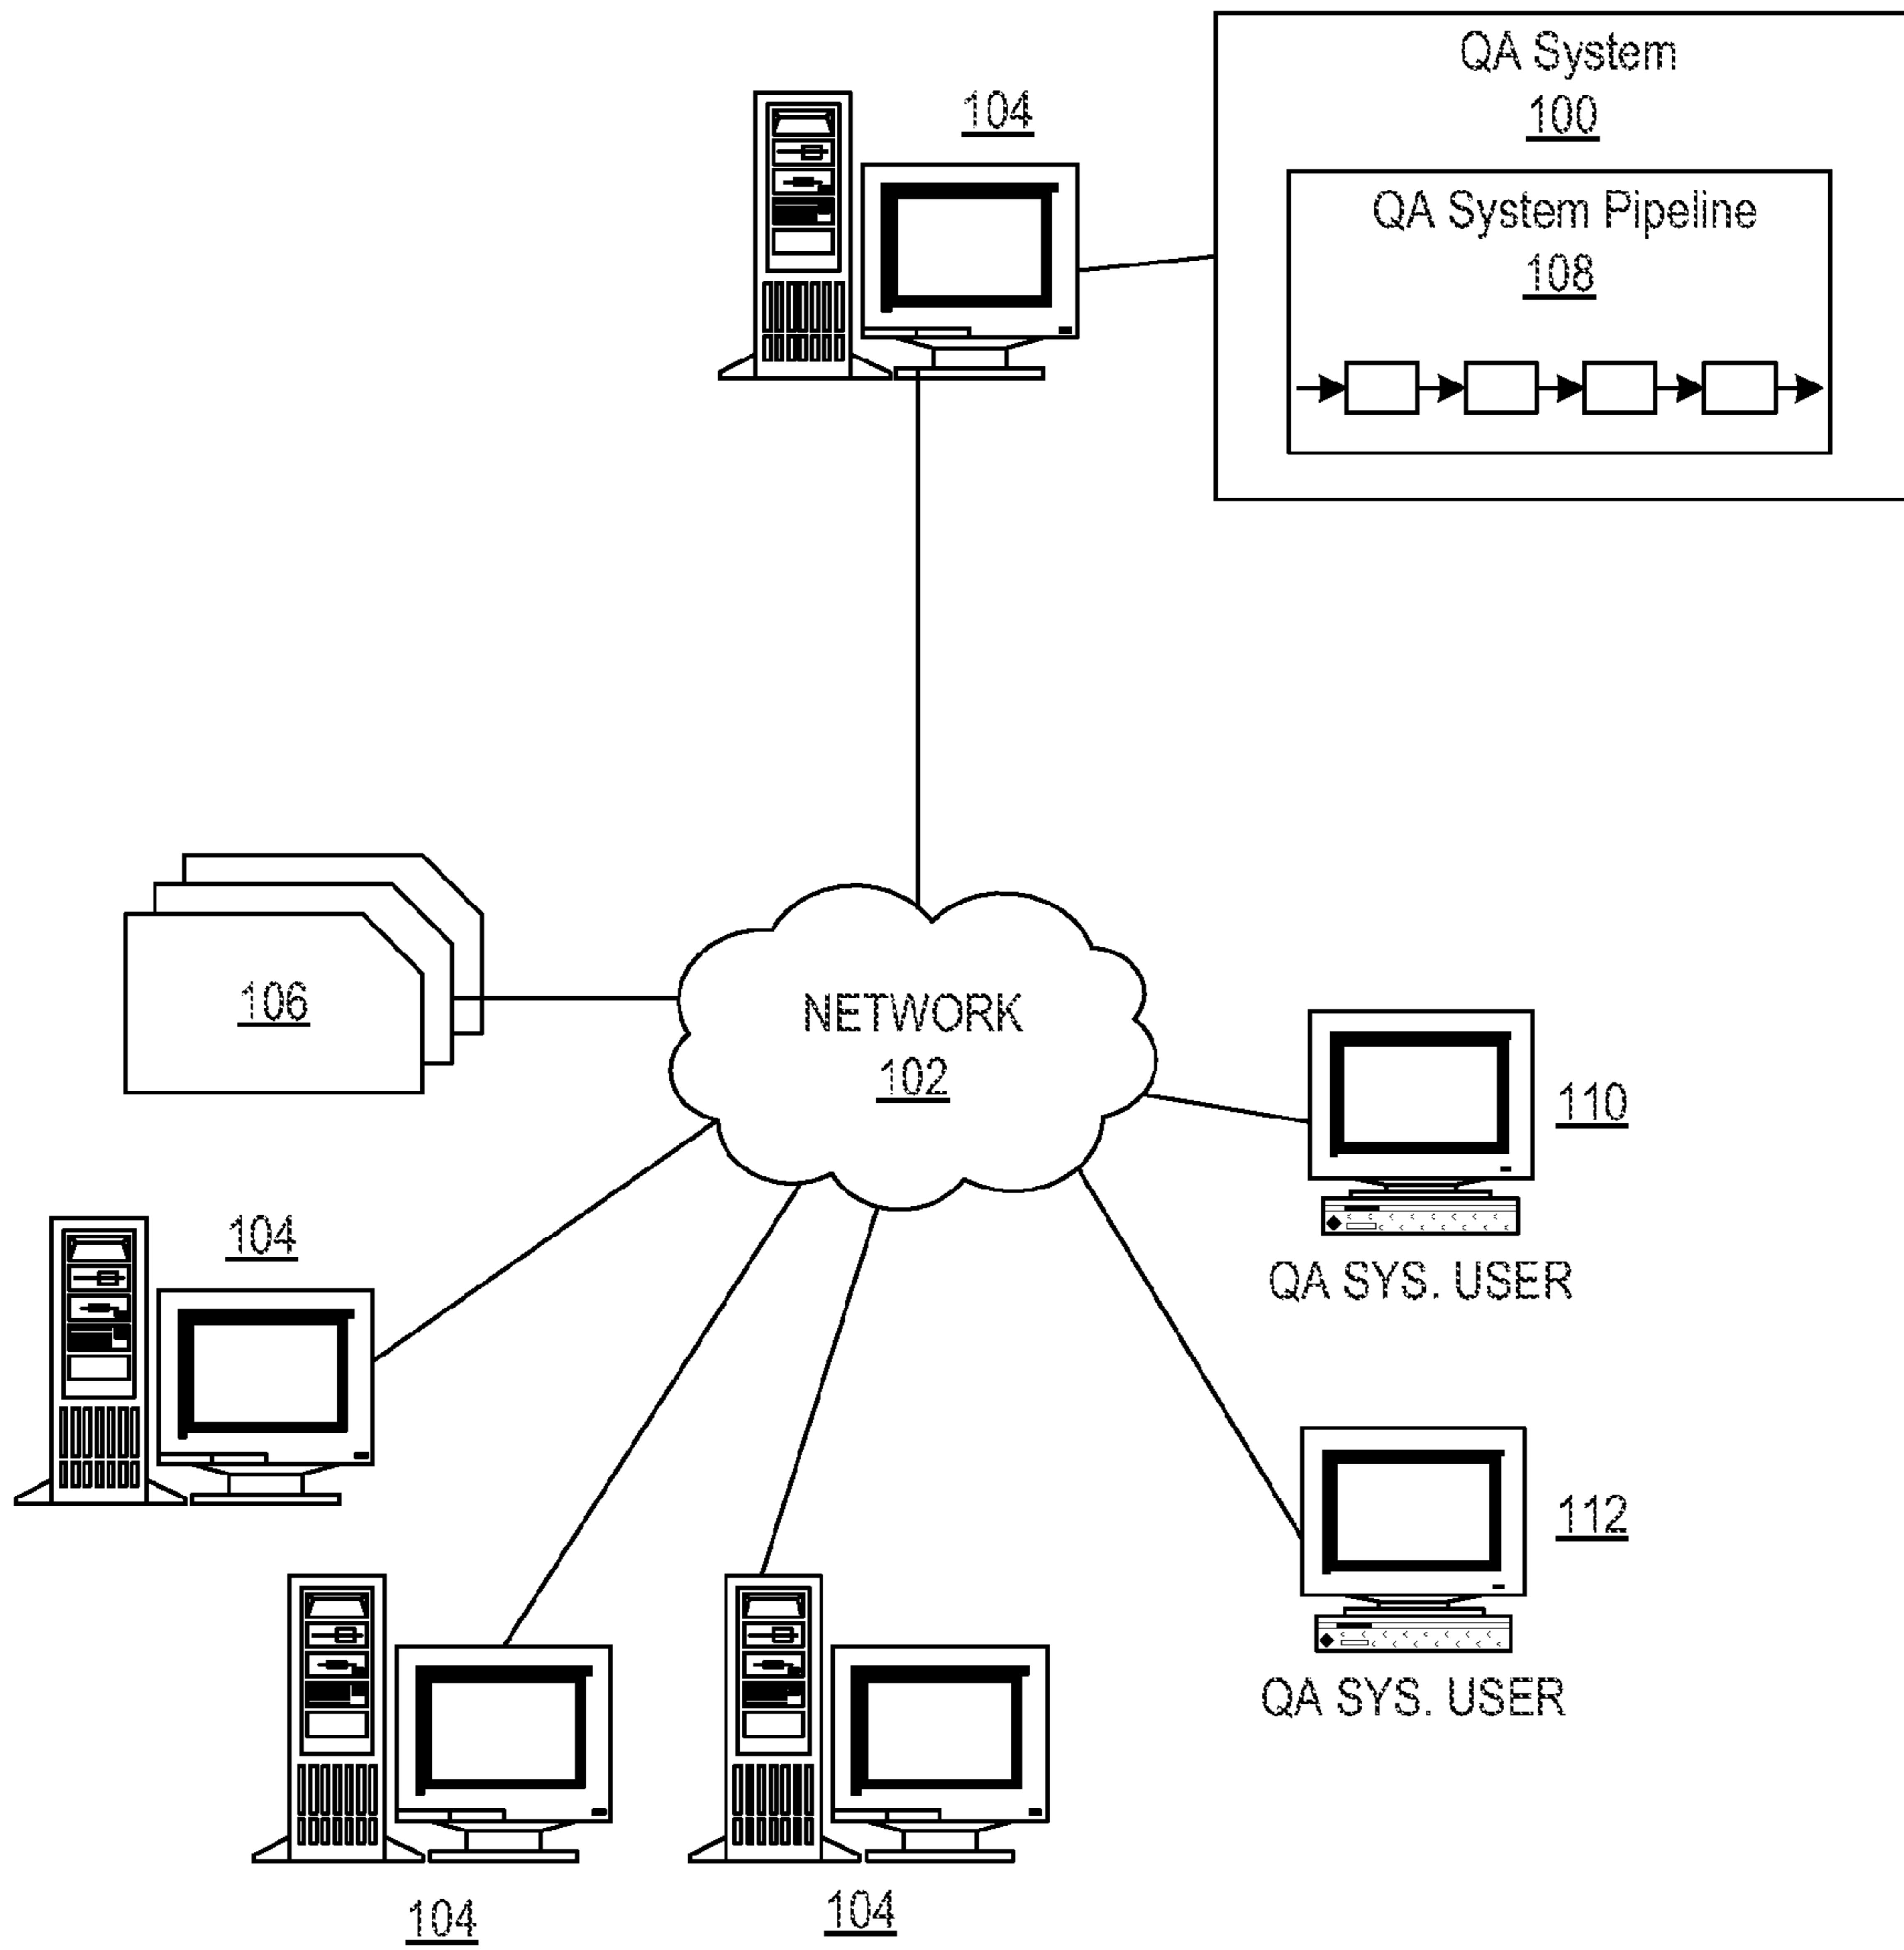 QA System
100
104
QA System Pipeline
108
106
NETWORK
102
110
QA SYS. USER
104
112
QA SYS. USER
104
104